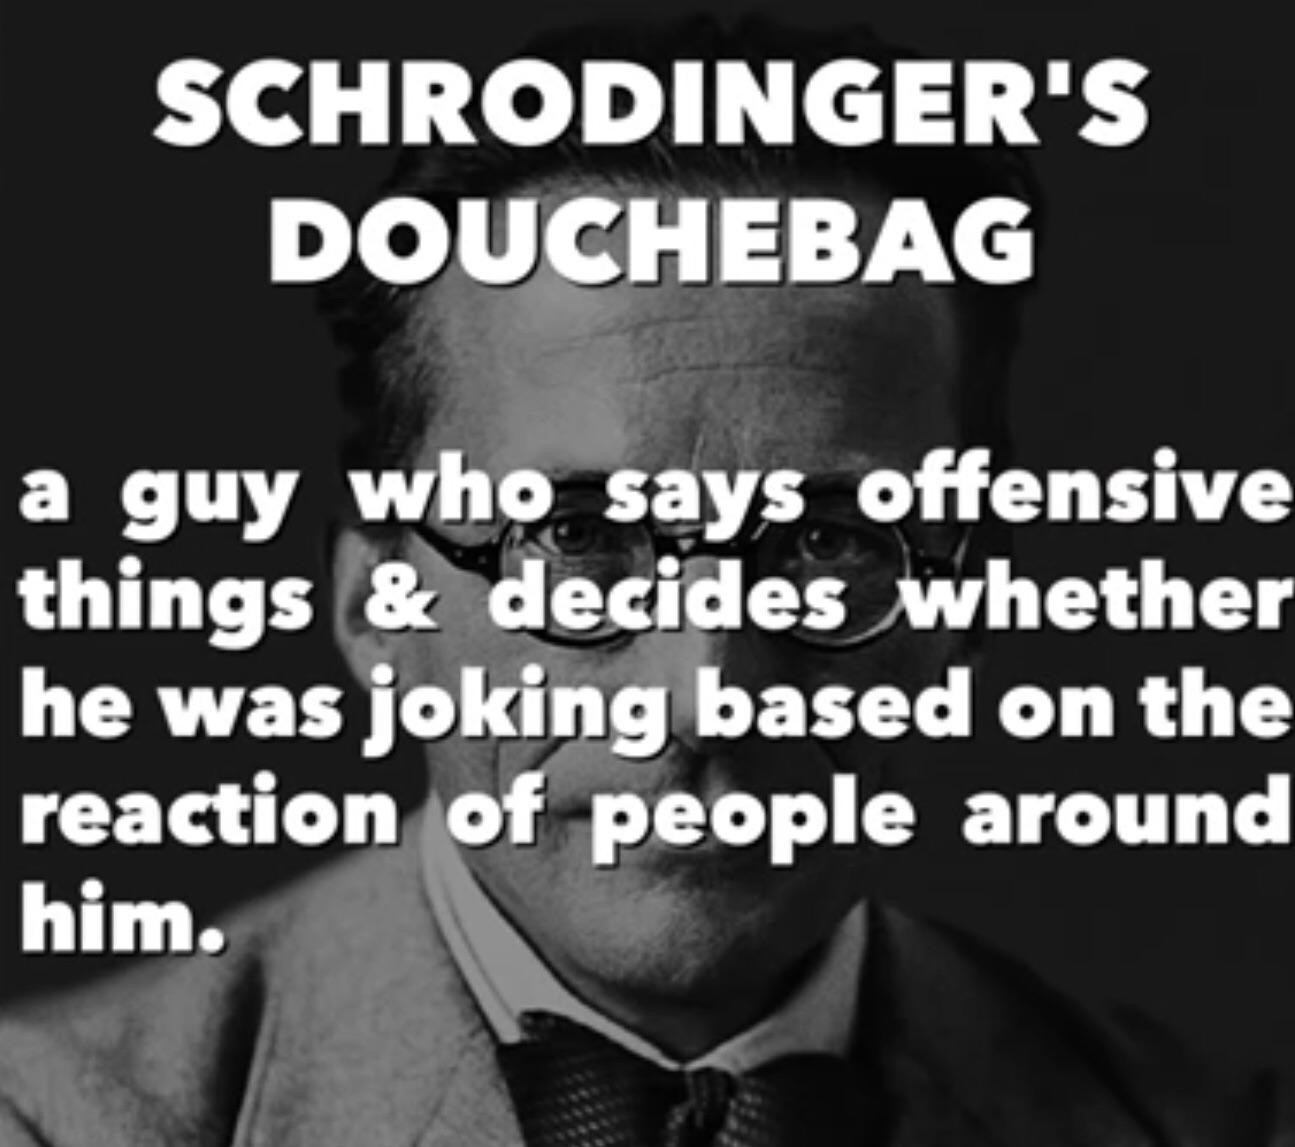 SCHRODINGER'S
DOUCHEBAG
a guy who says offensive
things & decides whether
he was joking based on the
reaction of people around
him.